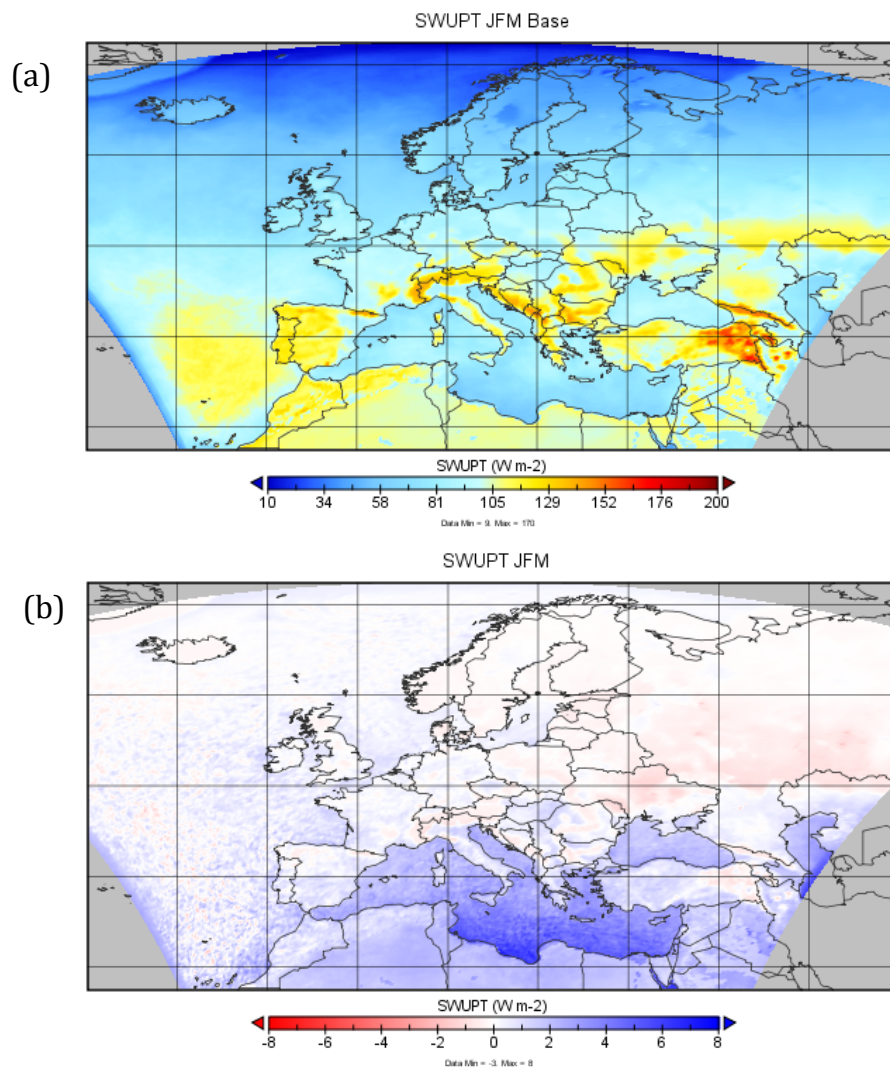 SWUPT JFM Base
(a)
SWUPT (W m-2)
10 34 58 81 105 129 152 176 200
Data Min = 9, Max = 170
SWUPT JFM
(b)
SWUPT (W m-2)
-8 -6 -4 -2 0 2 4 6 8
Data Min = -3, Max = 8